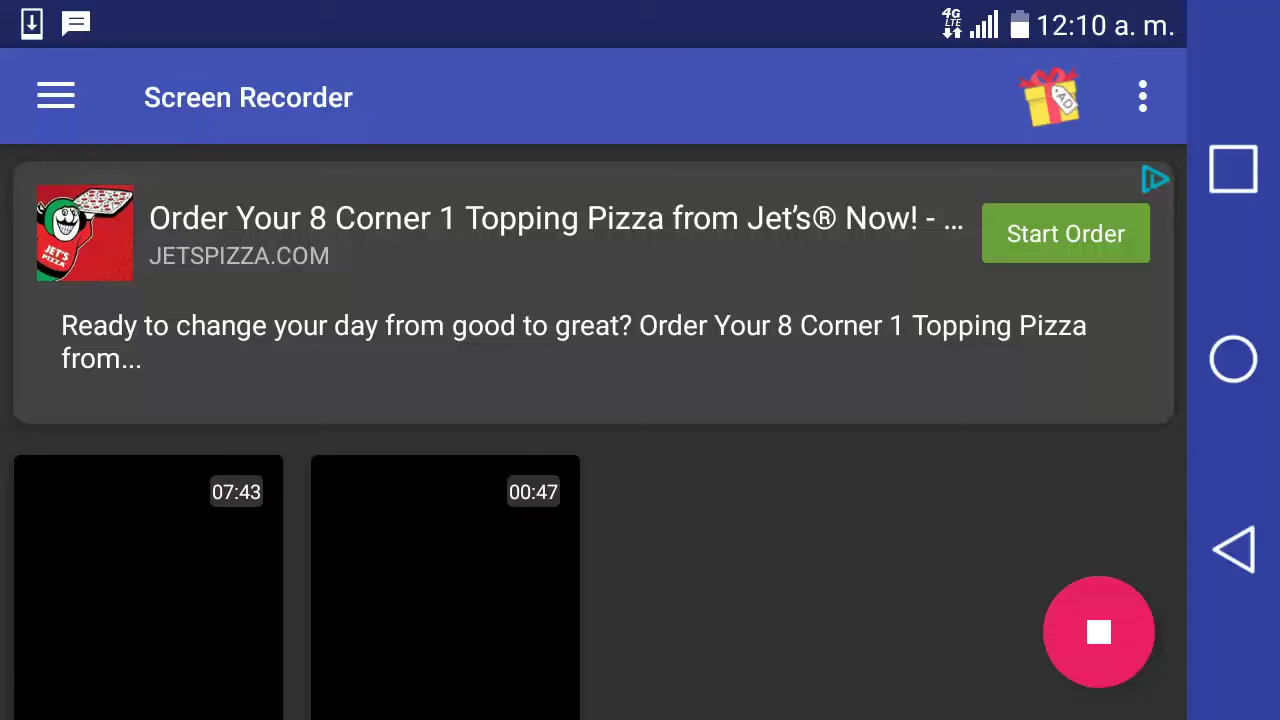 4G LTE 12:10 a. m.
Screen Recorder
AD
Order Your 8 Corner 1 Topping Pizza from Jet’s® Now! - ...
JETSPIZZA.COM
JET'S PIZZA
Start Order
Ready to change your day from good to great? Order Your 8 Corner 1 Topping Pizza
from...
07:43
00:47